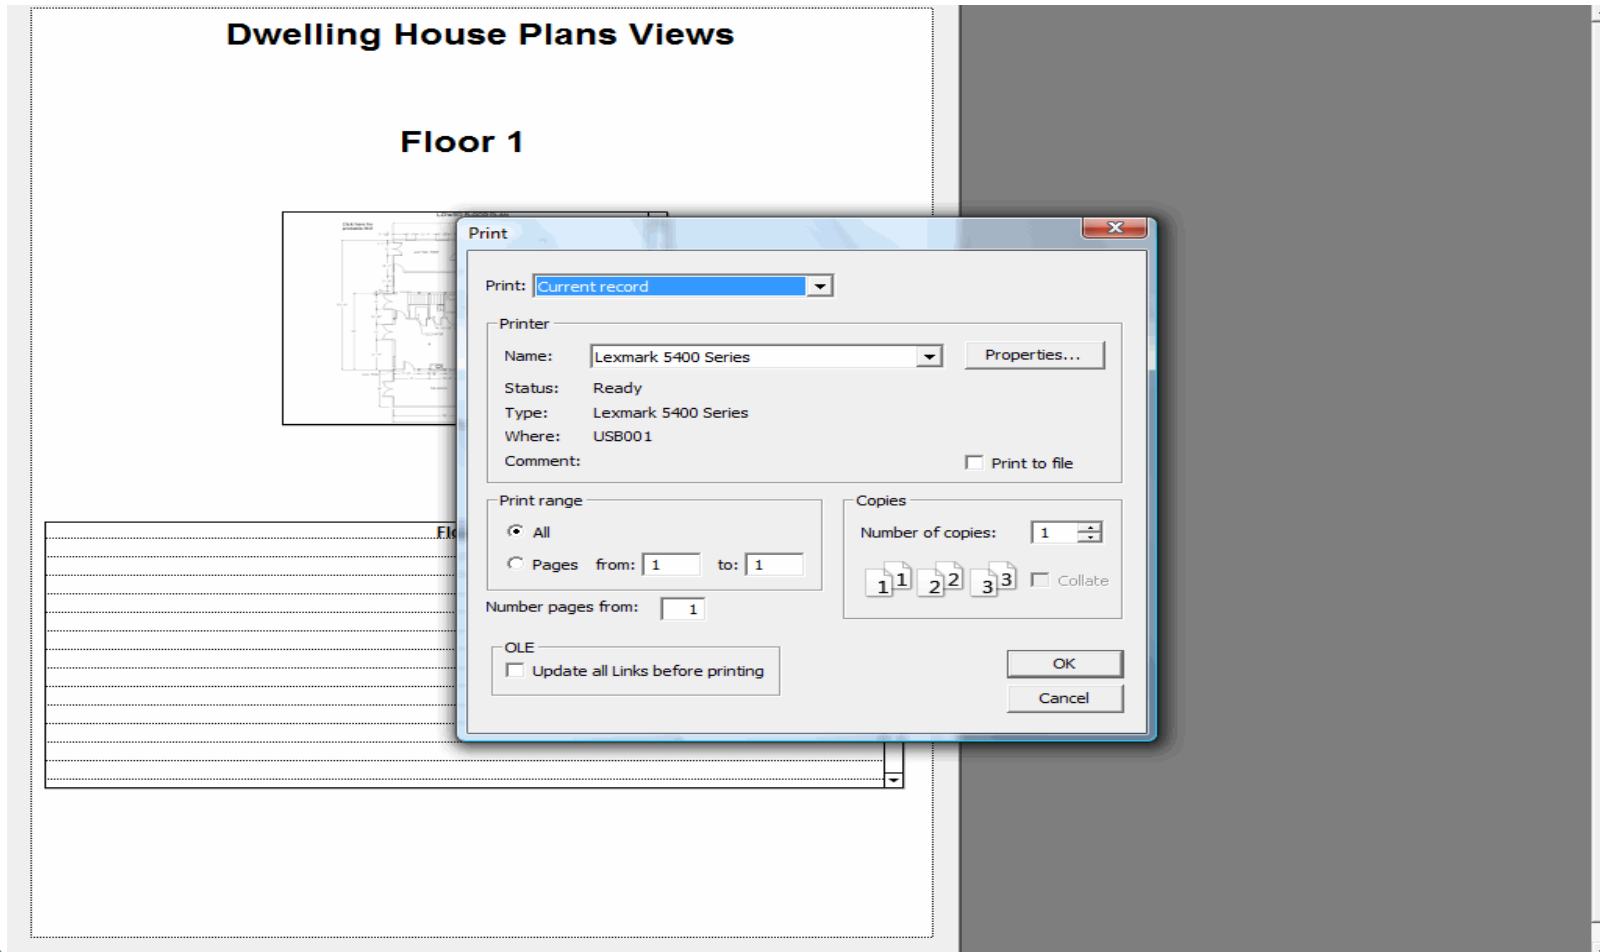 Dwelling House Plans Views
Floor 1
Print
Print: Current record
Printer
Name: Lexmark 5400 Series Properties...
Status: Ready
Type: Lexmark 5400 Series
Where: USB001
Comment:
Print to file
Print range
All
Pages from: 1 to: 1
Number pages from: 1
Copies
Number of copies: 1
1 1 2 2 3 3 Collate
OLE
Update all Links before printing
OK
Cancel